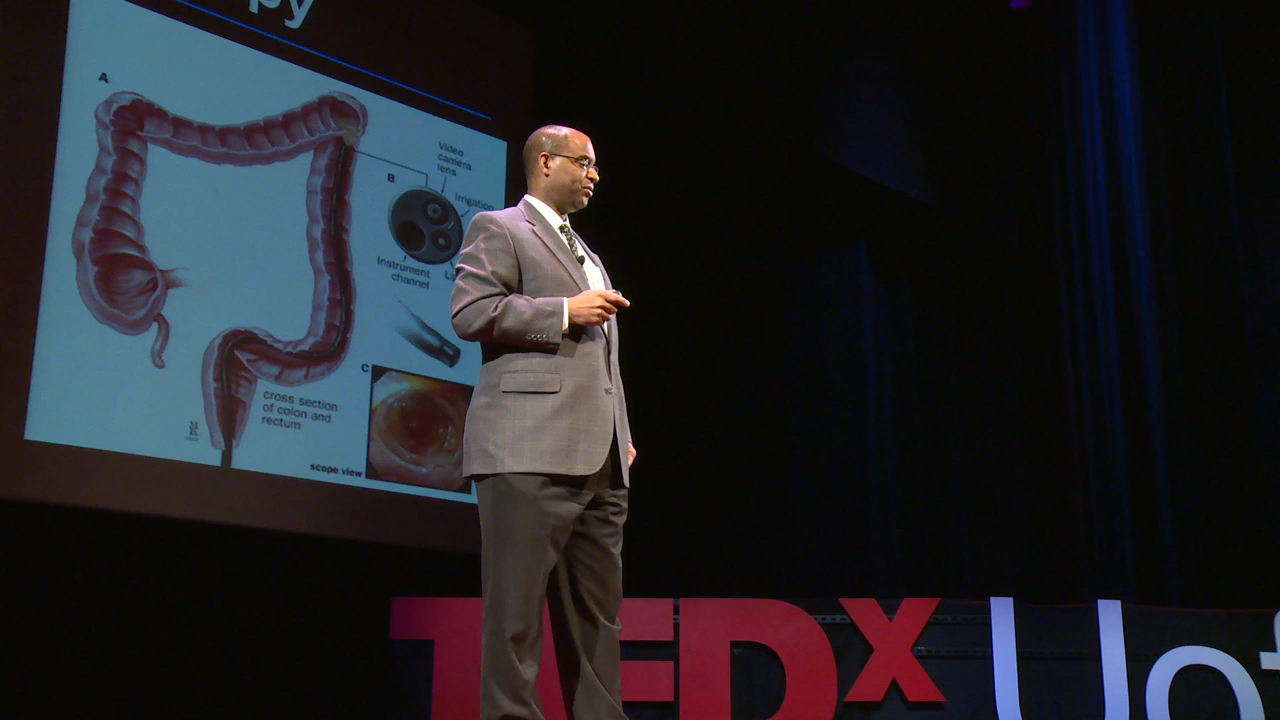 py
A
Video
camera
lens
B
Irrigation
Instrument
channel
C
cross section
of colon and
rectum
scope view
TEDx Uof